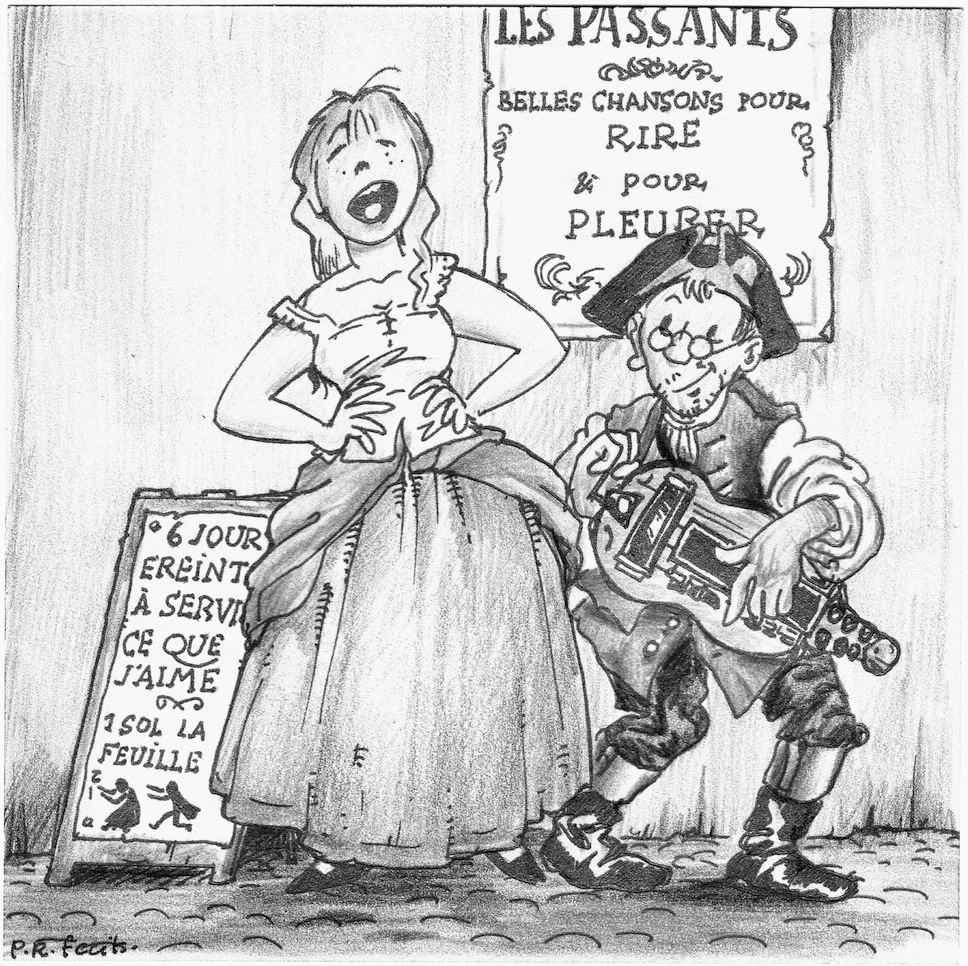 LES PASSANTS
BELLES CHANSONS POUR
RIRE
& POUR
PLEURER
6 JOUR
EREINT
À SERVI
CE QUE
J'AIME
1 SOL LA
FEUILLE
P.R. fecits.